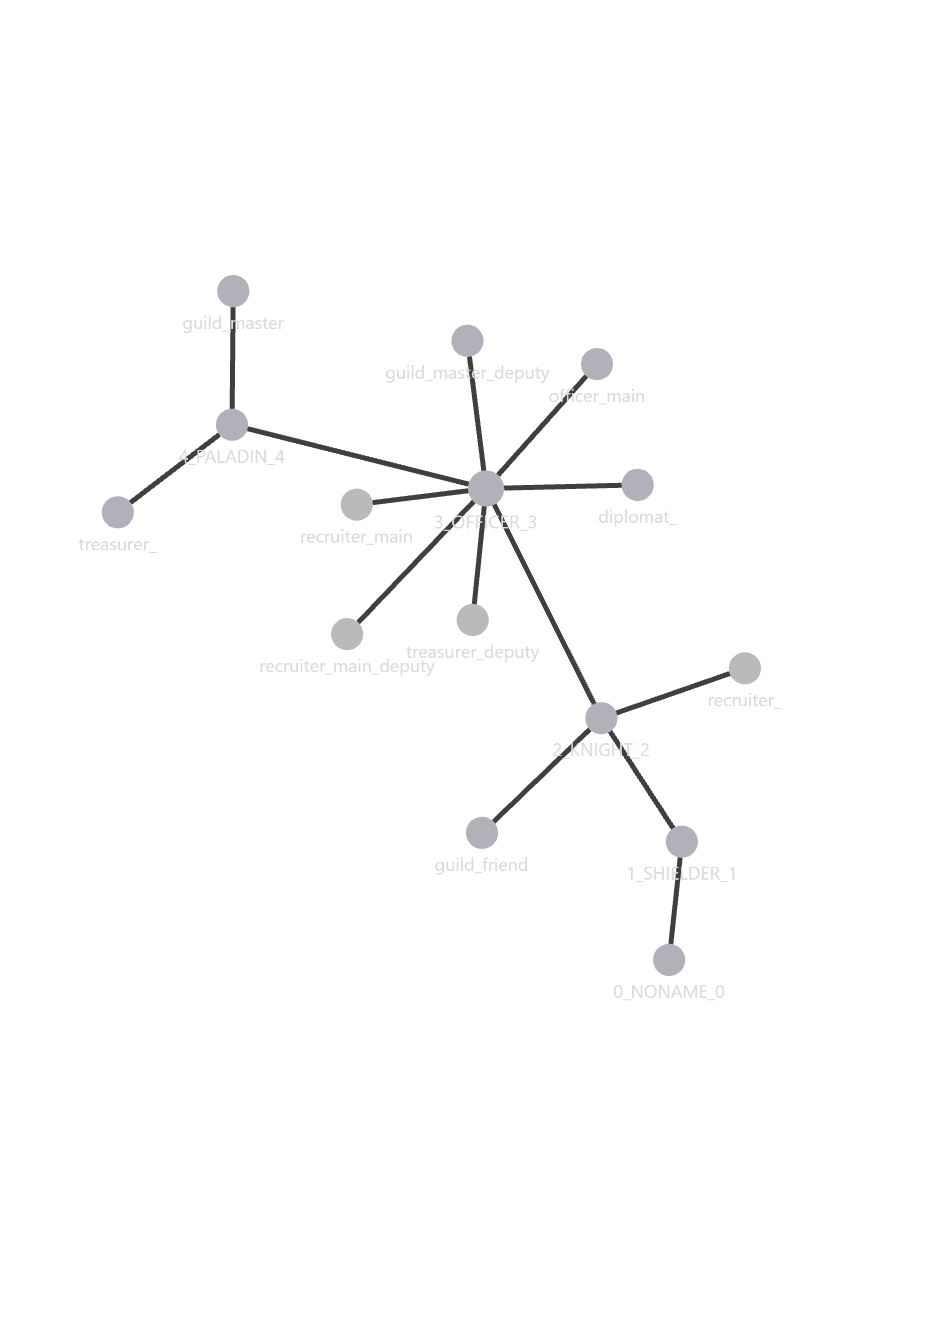 guild_master
guild_master_deputy
officer_main
4_PALADIN_4
3_OFFICER_3
diplomat_
recruiter_main
treasurer_
treasurer_deputy
recruiter_main_deputy
recruiter_
2_KNIGHT_2
guild_friend
1_SHIELDER_1
0_NONAME_0